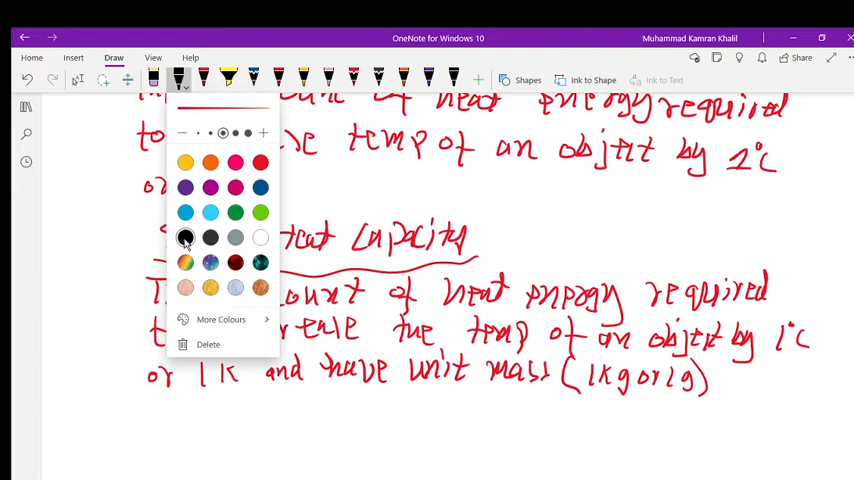 OneNote for Windows 10
Muhammad Kamran Khalil
Home Insert Draw View Help
Share
Shapes
Ink to Shape
Ink to Text
of heat energy required
to temp of an object by 1°C
or
Heat Capacity
of heat energy required
the temp of an object by 1°C
or 1K and have unit mass (1kg or 1g)
More Colours
Delete